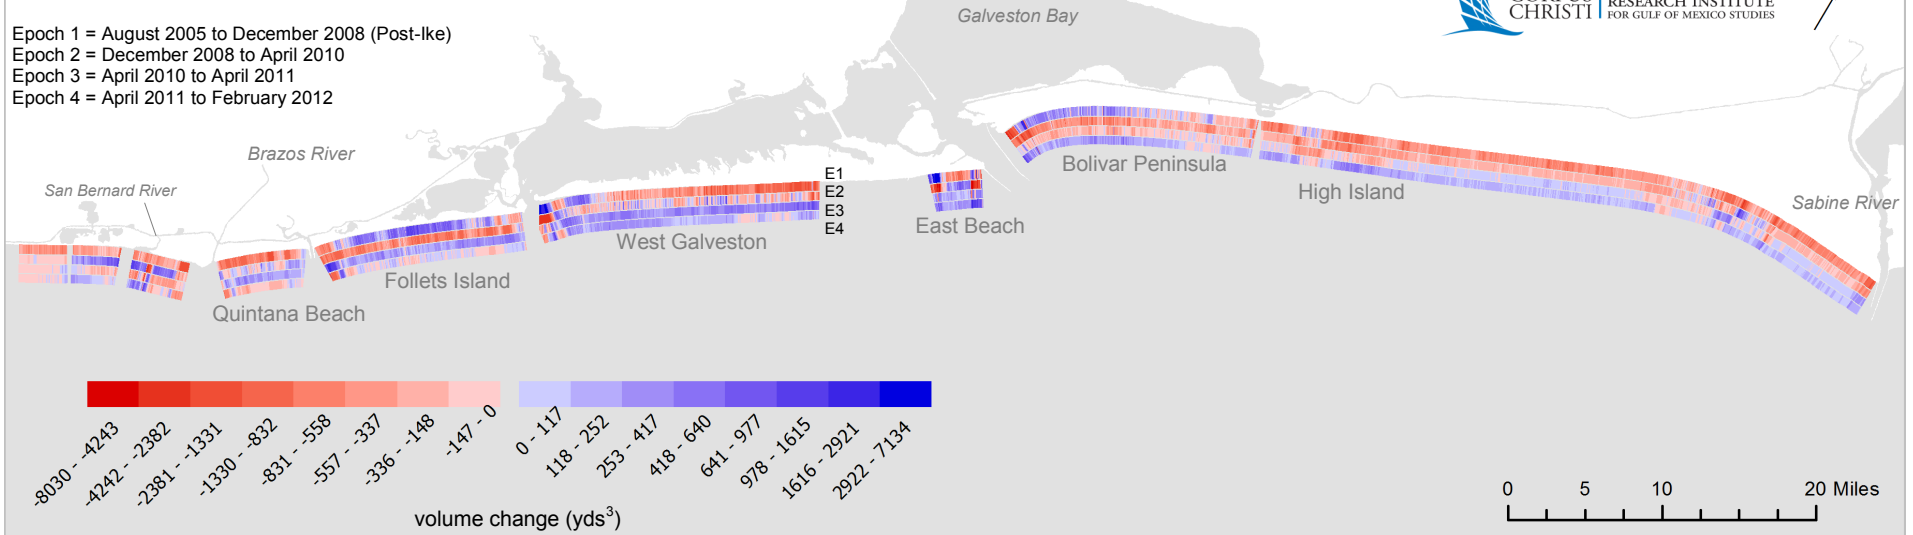 Galveston Bay
CHRISTI
RESEARCH INSTITUTE
FOR GULF OF MEXICO STUDIES
Epoch 1 = August 2005 to December 2008 (Post-Ike)
Epoch 2 = December 2008 to April 2010
Epoch 3 = April 2010 to April 2011
Epoch 4 = April 2011 to February 2012
Brazos River
San Bernard River
E1
E2
E3
E4
Bolivar Peninsula
High Island
Sabine River
East Beach
West Galveston
Follets Island
Quintana Beach
-8030 - -4243
-4242 - -2382
-2381 - -1331
-1330 - -832
-831 - -558
-557 - -337
-336 - -148
-147 - 0
0 - 117
118 - 252
253 - 417
418 - 640
641 - 977
978 - 1615
1616 - 2921
2922 - 7134
volume change (yds³)
0 5 10 20 Miles